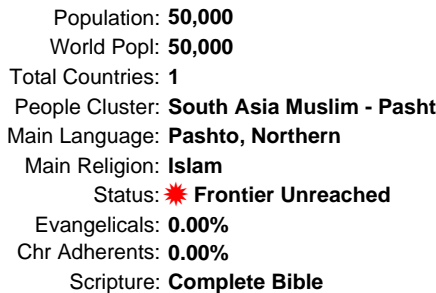 Population: 50,000
World Popl: 50,000
Total Countries: 1
People Cluster: South Asia Muslim - Pasht
Main Language: Pashto, Northern
Main Religion: Islam
Status: Frontier Unreached
Evangelicals: 0.00%
Chr Adherents: 0.00%
Scripture: Complete Bible